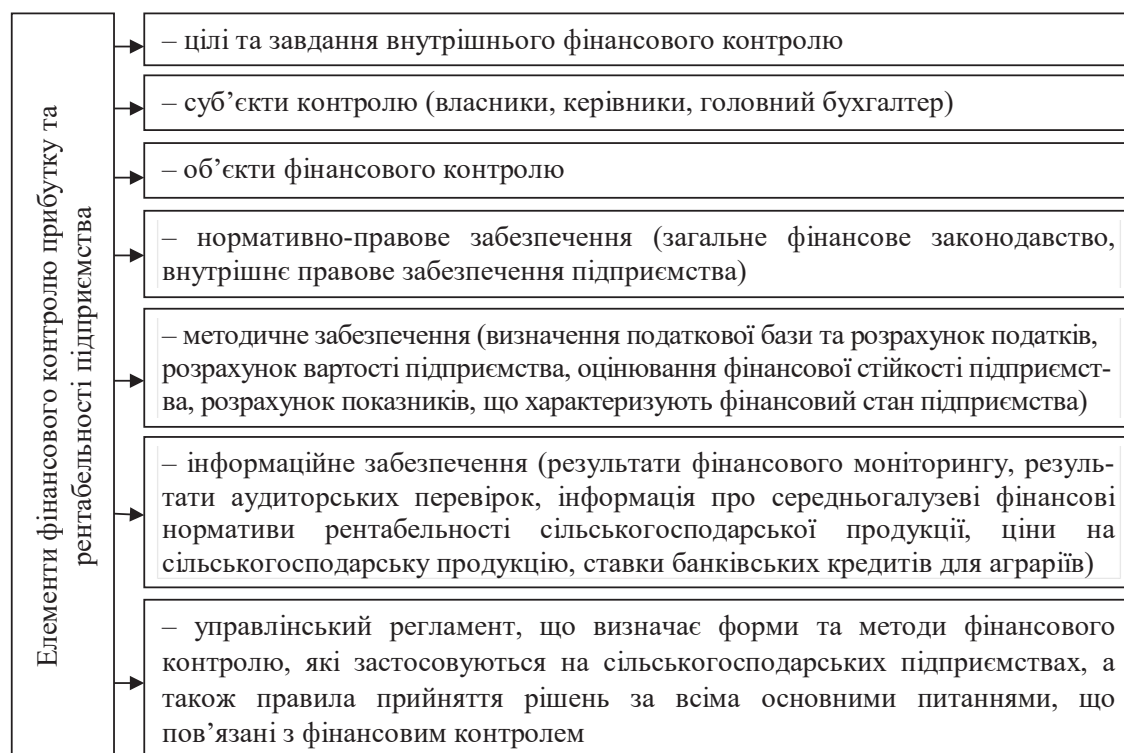 Елементи фінансового контролю прибутку та
рентабельності підприємства
– цілі та завдання внутрішнього фінансового контролю
– суб’єкти контролю (власники, керівники, головний бухгалтер)
– об’єкти фінансового контролю
– нормативно-правове забезпечення (загальне фінансове законодавство,
внутрішнє правове забезпечення підприємства)
– методичне забезпечення (визначення податкової бази та розрахунок податків,
розрахунок вартості підприємства, оцінювання фінансової стійкості підприємст-
ва, розрахунок показників, що характеризують фінансовий стан підприємства)
– інформаційне забезпечення (результати фінансового моніторингу, резуль-
тати аудиторських перевірок, інформація про середньогалузеві фінансові
нормативи рентабельності сільськогосподарської продукції, ціни на
сільськогосподарську продукцію, ставки банківських кредитів для аграріїв)
– управлінський регламент, що визначає форми та методи фінансового
контролю, які застосовуються на сільськогосподарських підприємствах, а
також правила прийняття рішень за всіма основними питаннями, що
пов’язані з фінансовим контролем